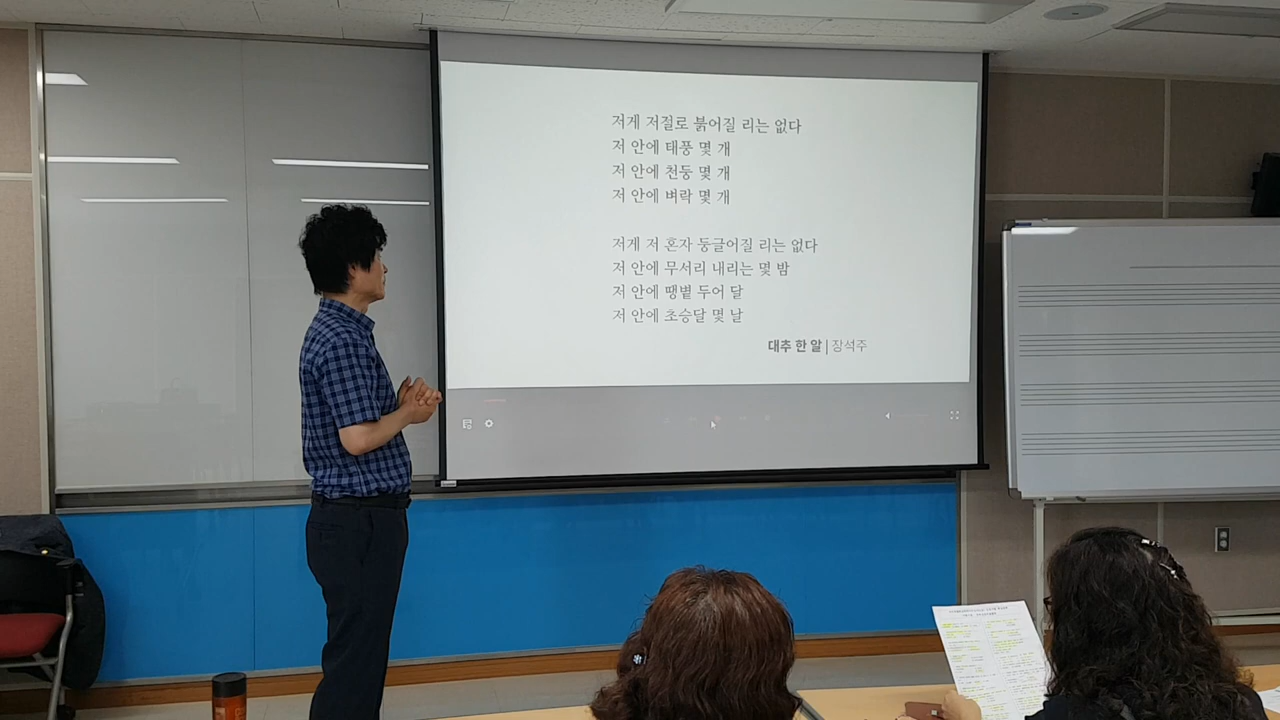 저게 저절로 붉어질 리는 없다
저 안에 태풍 몇 개
저 안에 천둥 몇 개
저 안에 벼락 몇 개
저게 저 혼자 둥글어질 리는 없다
저 안에 무서리 내리는 몇 밤
저 안에 땡볕 두어 달
저 안에 초승달 몇 날
대추 한 알 | 장석주